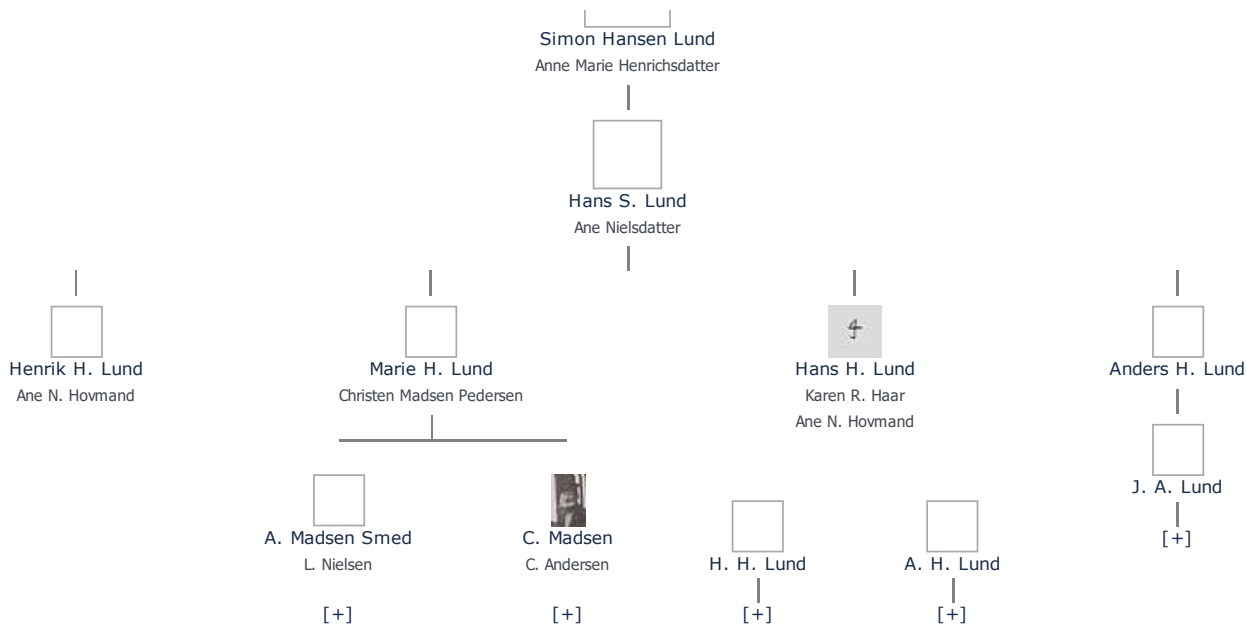 Simon Hansen Lund
Anne Marie Henrichsdatter
Hans S. Lund
Ane Nielsdatter
Henrik H. Lund
Ane N. Hovmand
Marie H. Lund
Christen Madsen Pedersen
Hans H. Lund
Karen R. Haar
Ane N. Hovmand
Anders H. Lund
A. Madsen Smed
L. Nielsen
[+]
C. Madsen
C. Andersen
[+]
H. H. Lund
[+]
A. H. Lund
[+]
J. A. Lund
[+]